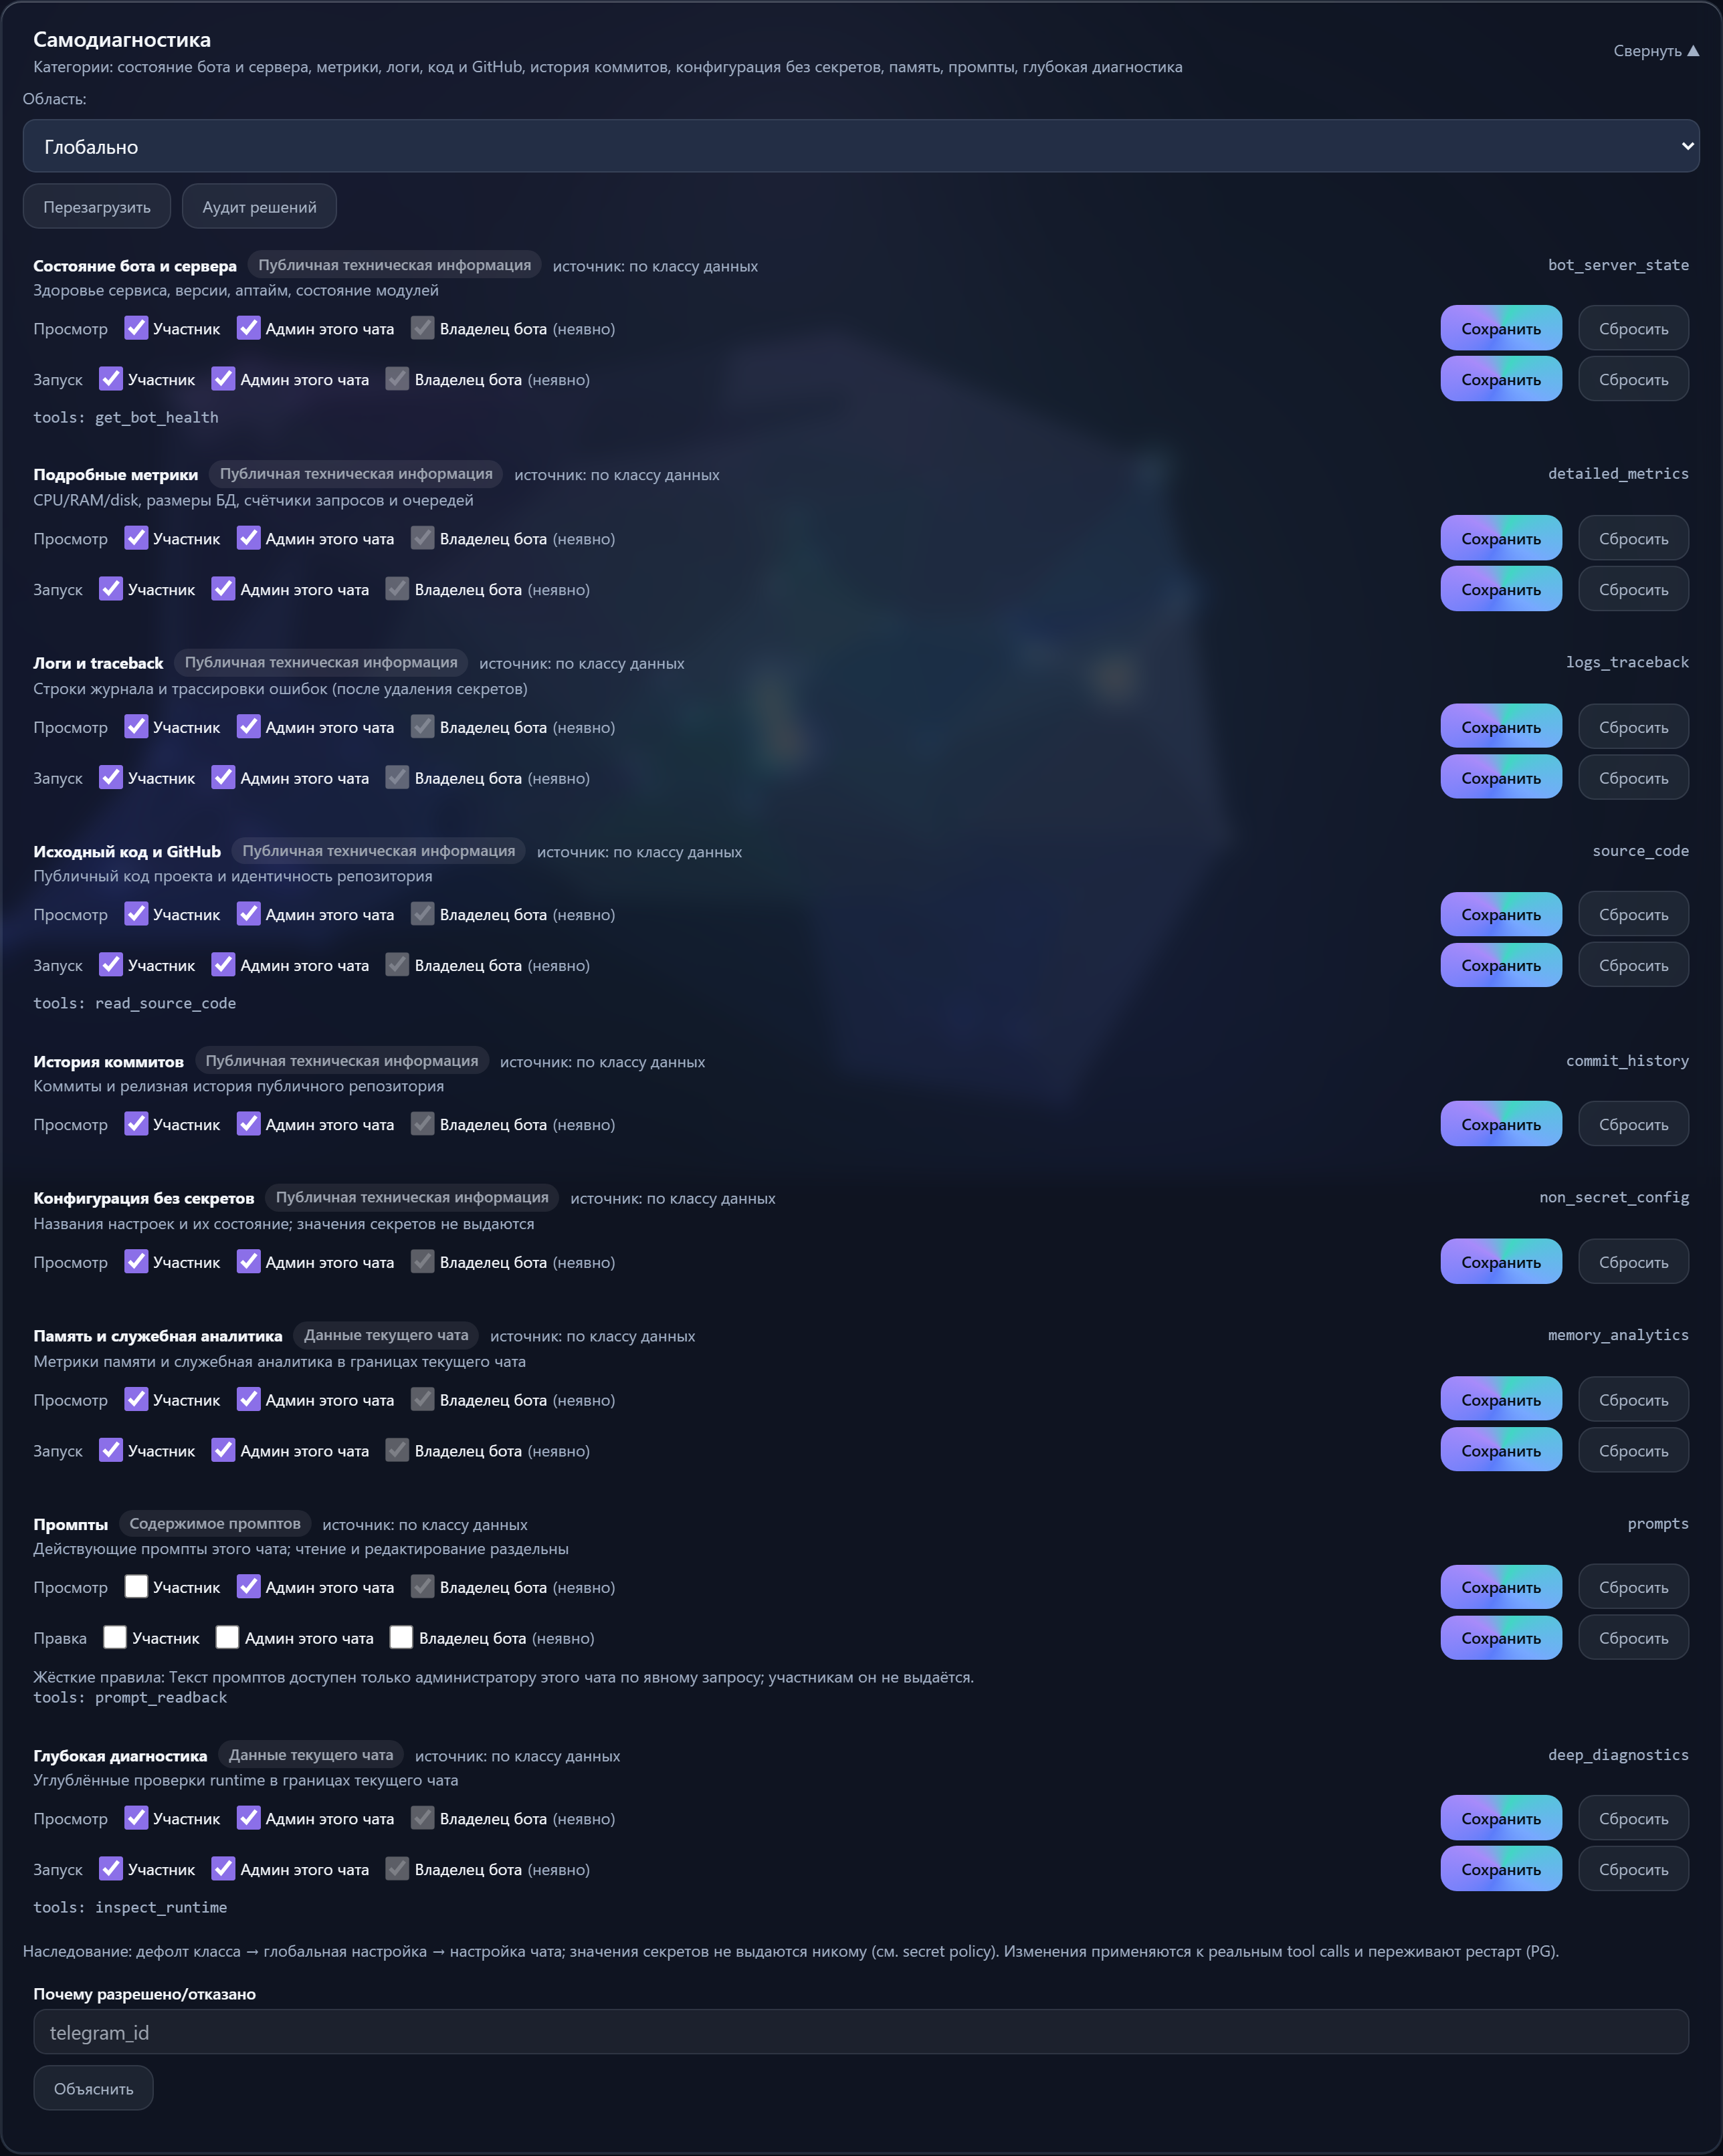 Самодиагностика
Категории: состояние бота и сервера, метрики, логи, код и GitHub, история коммитов, конфигурация без секретов, память, промпты, глубокая диагностика
Свернуть ▲
Область:
Глобально
Перезагрузить Аудит решений
Состояние бота и сервера Публичная техническая информация источник: по классу данных bot_server_state
Здоровье сервиса, версии, аптайм, состояние модулей
Просмотр Участник Админ этого чата Владелец бота (неявно) Сохранить Сбросить
Запуск Участник Админ этого чата Владелец бота (неявно) Сохранить Сбросить
tools: get_bot_health
Подробные метрики Публичная техническая информация источник: по классу данных detailed_metrics
CPU/RAM/disk, размеры БД, счётчики запросов и очередей
Просмотр Участник Админ этого чата Владелец бота (неявно) Сохранить Сбросить
Запуск Участник Админ этого чата Владелец бота (неявно) Сохранить Сбросить
Логи и traceback Публичная техническая информация источник: по классу данных logs_traceback
Строки журнала и трассировки ошибок (после удаления секретов)
Просмотр Участник Админ этого чата Владелец бота (неявно) Сохранить Сбросить
Запуск Участник Админ этого чата Владелец бота (неявно) Сохранить Сбросить
Исходный код и GitHub Публичная техническая информация источник: по классу данных source_code
Публичный код проекта и идентичность репозитория
Просмотр Участник Админ этого чата Владелец бота (неявно) Сохранить Сбросить
Запуск Участник Админ этого чата Владелец бота (неявно) Сохранить Сбросить
tools: read_source_code
История коммитов Публичная техническая информация источник: по классу данных commit_history
Коммиты и релизная история публичного репозитория
Просмотр Участник Админ этого чата Владелец бота (неявно) Сохранить Сбросить
Конфигурация без секретов Публичная техническая информация источник: по классу данных non_secret_config
Названия настроек и их состояние; значения секретов не выдаются
Просмотр Участник Админ этого чата Владелец бота (неявно) Сохранить Сбросить
Память и служебная аналитика Данные текущего чата источник: по классу данных memory_analytics
Метрики памяти и служебная аналитика в границах текущего чата
Просмотр Участник Админ этого чата Владелец бота (неявно) Сохранить Сбросить
Запуск Участник Админ этого чата Владелец бота (неявно) Сохранить Сбросить
Промпты Содержимое промптов источник: по классу данных prompts
Действующие промпты этого чата; чтение и редактирование раздельны
Просмотр Участник Админ этого чата Владелец бота (неявно) Сохранить Сбросить
Правка Участник Админ этого чата Владелец бота (неявно) Сохранить Сбросить
Жёсткие правила: Текст промптов доступен только администратору этого чата по явному запросу; участникам он не выдаётся.
tools: prompt_readback
Глубокая диагностика Данные текущего чата источник: по классу данных deep_diagnostics
Углублённые проверки runtime в границах текущего чата
Просмотр Участник Админ этого чата Владелец бота (неявно) Сохранить Сбросить
Запуск Участник Админ этого чата Владелец бота (неявно) Сохранить Сбросить
tools: inspect_runtime
Наследование: дефолт класса → глобальная настройка → настройка чата; значения секретов не выдаются никому (см. secret policy). Изменения применяются к реальным tool calls и переживают рестарт (PG).
Почему разрешено/отказано
telegram_id
Объяснить